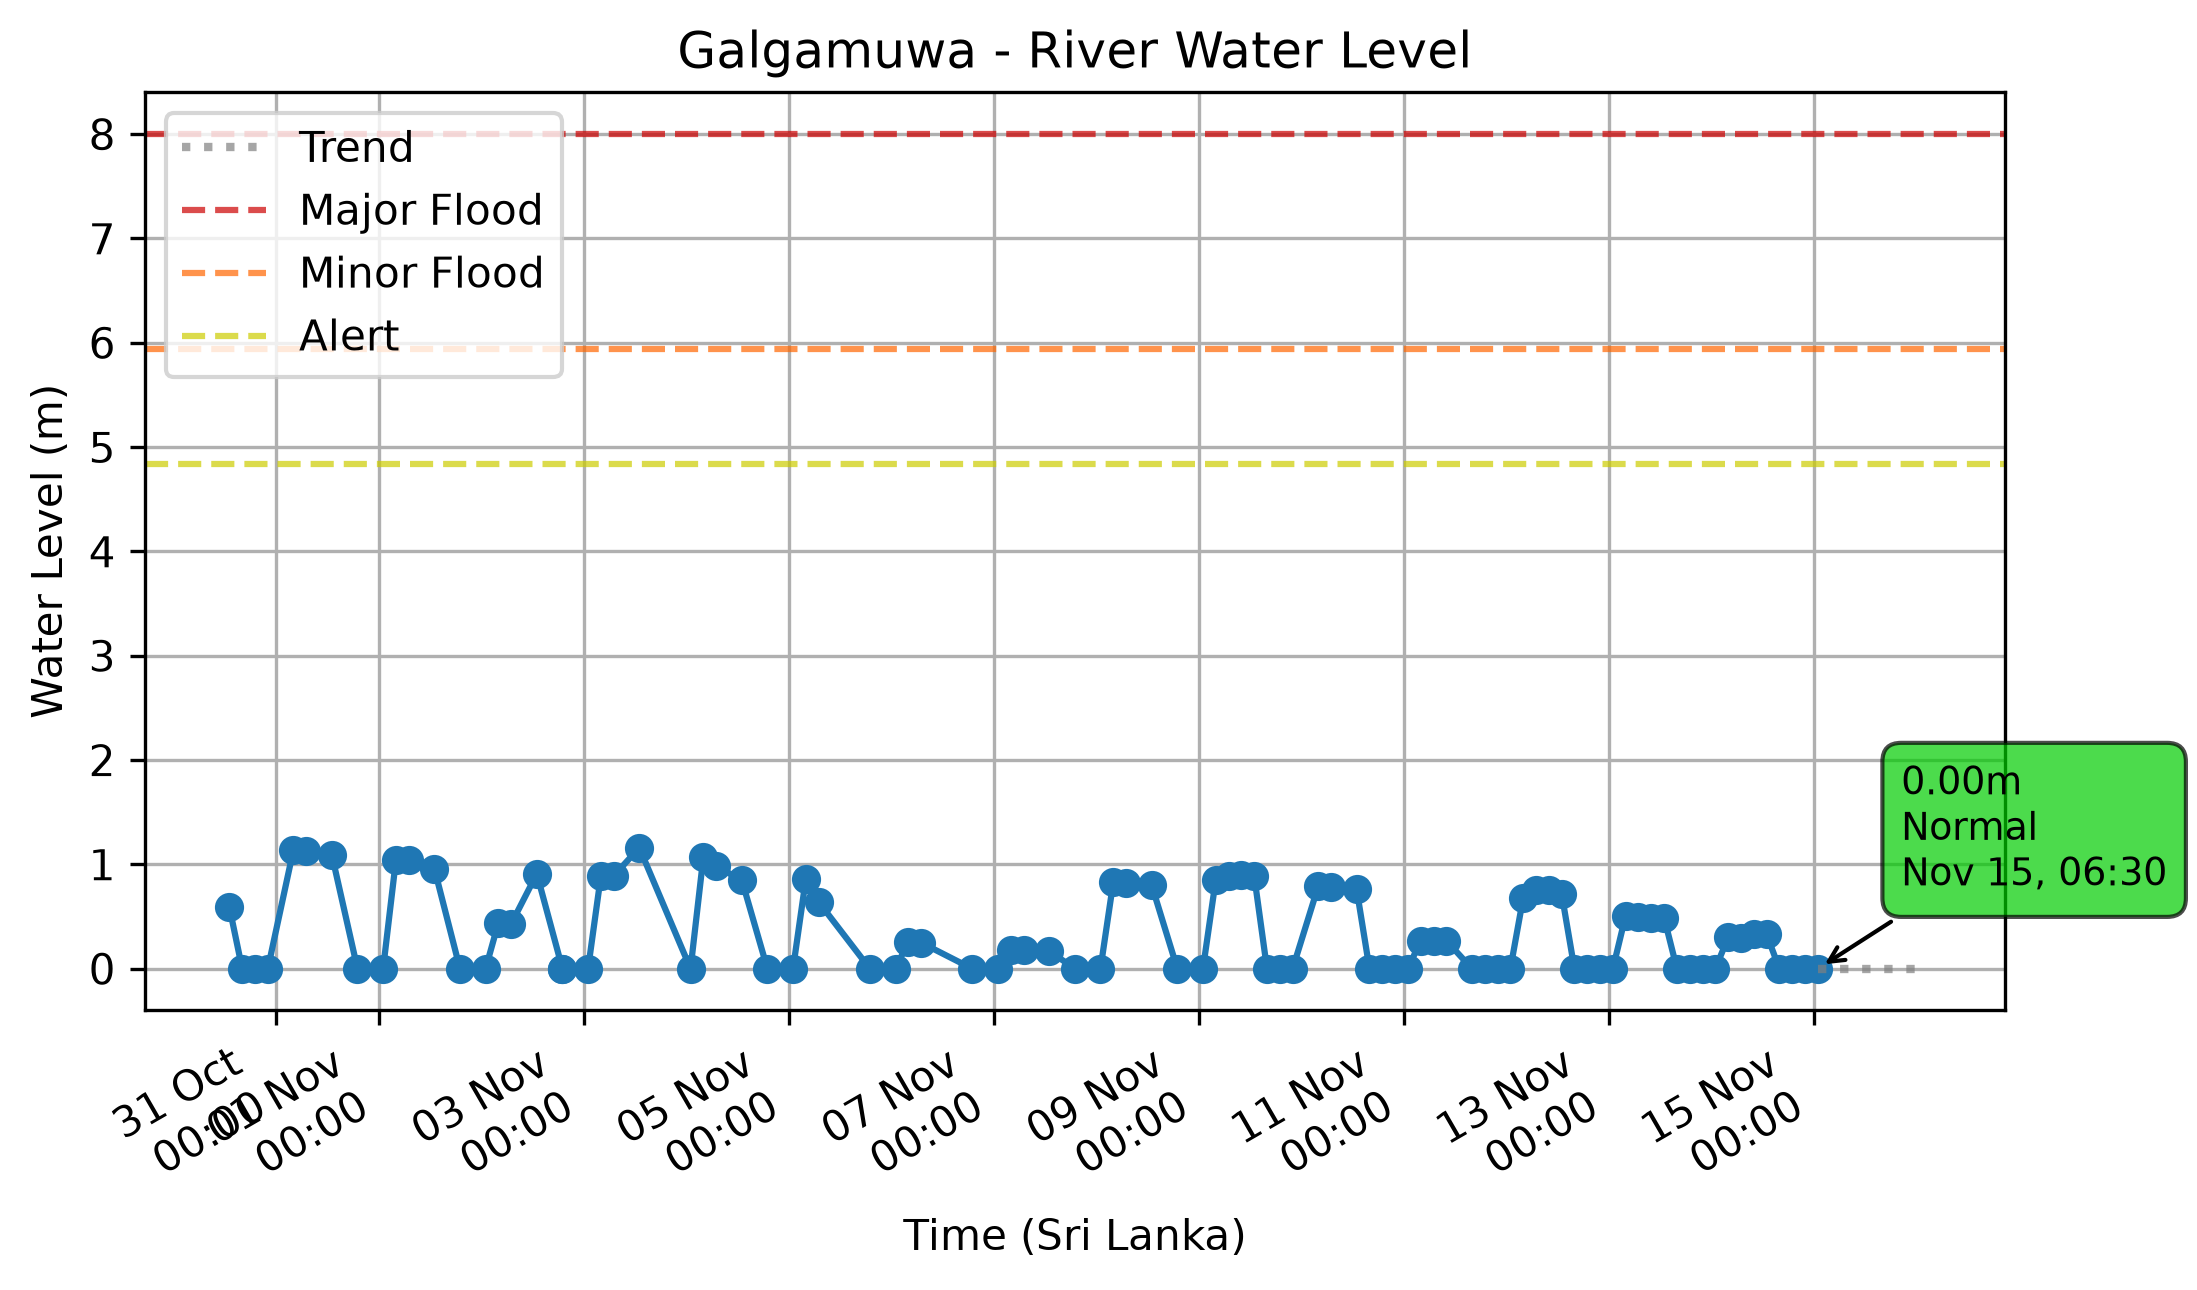 Galgamuwa - River Water Level
Trend
Major Flood
Minor Flood
Alert
8
7
6
5
4
3
2
1
0
Water Level (m)
0.00m
Normal
Nov 15, 06:30
31 Oct
00:00
01 Nov
00:00
03 Nov
00:00
05 Nov
00:00
07 Nov
00:00
09 Nov
00:00
11 Nov
00:00
13 Nov
00:00
15 Nov
00:00
Time (Sri Lanka)